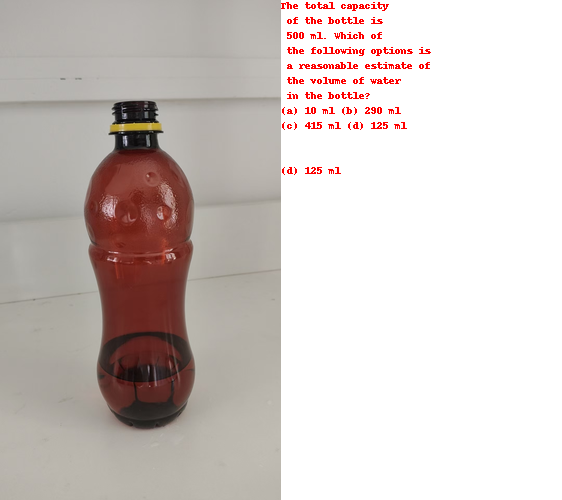 The total capacity
of the bottle is
500 ml. Which of
the following options is
a reasonable estimate of
the volume of water
in the bottle?
(a) 10 ml (b) 290 ml
(c) 415 ml (d) 125 ml
(d) 125 ml